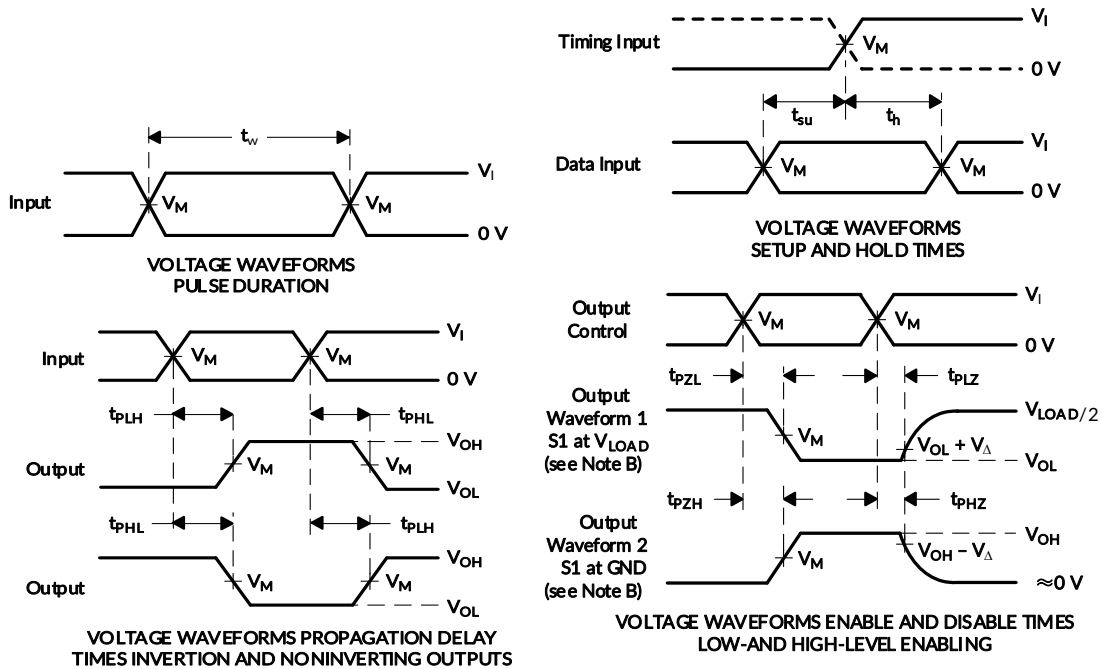 t_w
V_I
Input
V_M
V_M
0 V
VOLTAGE WAVEFORMS
PULSE DURATION
Timing Input
V_I
V_M
0 V
t_su
t_h
Data Input
V_I
V_M
V_M
0 V
VOLTAGE WAVEFORMS
SETUP AND HOLD TIMES
Input
V_I
V_M
V_M
0 V
t_PLH
t_PHL
Output
V_OH
V_M
V_M
V_OL
t_PHL
t_PLH
Output
V_OH
V_M
V_M
V_OL
VOLTAGE WAVEFORMS PROPAGATION DELAY
TIMES INVERTION AND NONINVERTING OUTPUTS
Output
Control
V_I
V_M
V_M
0 V
t_PZL
t_PLZ
Output
Waveform 1
S1 at V_LOAD
(see Note B)
V_LOAD/2
V_M
V_OL + V_Δ
V_OL
t_PZH
t_PHZ
Output
Waveform 2
S1 at GND
(see Note B)
V_OH
V_M
V_OH – V_Δ
≈0 V
VOLTAGE WAVEFORMS ENABLE AND DISABLE TIMES
LOW-AND HIGH-LEVEL ENABLING